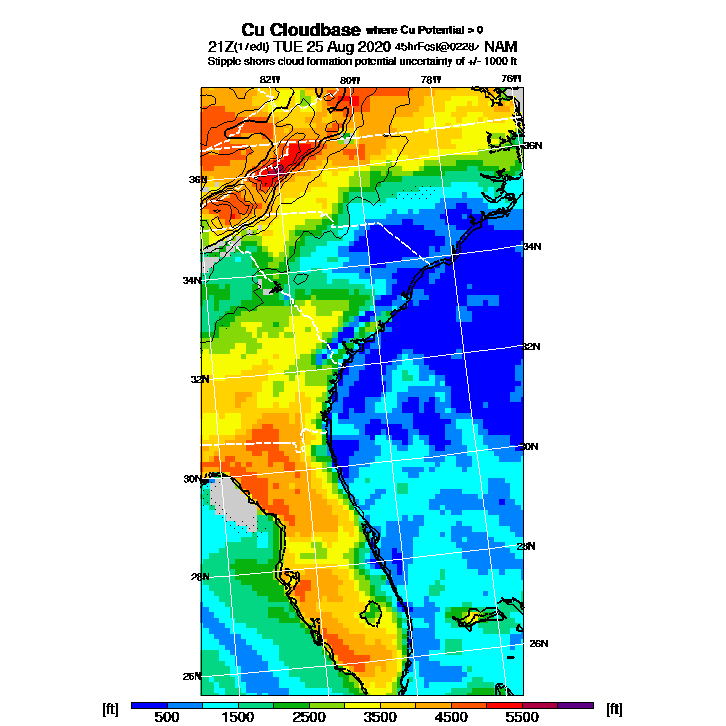 Cu Cloudbase where Cu Potential > 0
21Z(17edt) TUE 25 Aug 2020 45hrFcst@0228z NAM
Stipple shows cloud formation potential uncertainty of +/- 1000 ft
82W 80W 78W 76W
36N 36N
34N 34N
32N 32N
30N 30N
28N 28N
26N 26N
[ft] 500 1500 2500 3500 4500 5500 [ft]